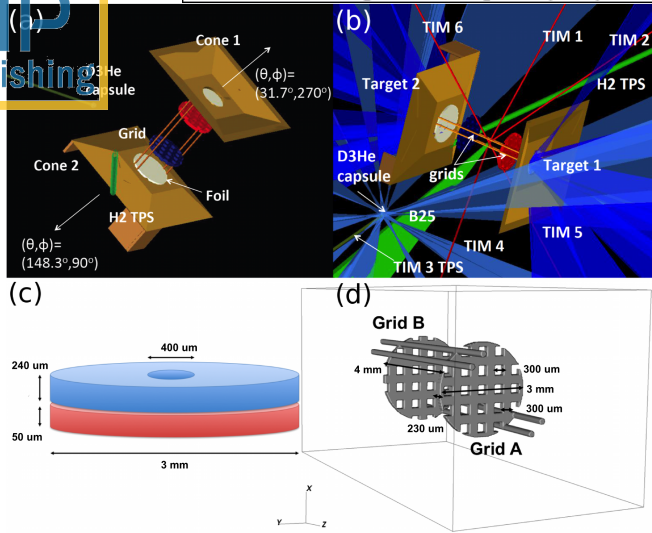 (a)
IP
ishing
Cone 1
(θ,ϕ)=
(31.7°,270°)
D3He
capsule
Grid
Cone 2
Foil
H2 TPS
(θ,ϕ)=
(148.3°,90°)
(b)
TIM 6
TIM 1
TIM 2
H2 TPS
Target 2
D3He
capsule
grids
Target 1
B25
TIM 5
TIM 4
TIM 3 TPS
(c)
400 um
240 um
50 um
3 mm
(d)
Grid B
4 mm
300 um
3 mm
300 um
230 um
Grid A
X
Y
Z